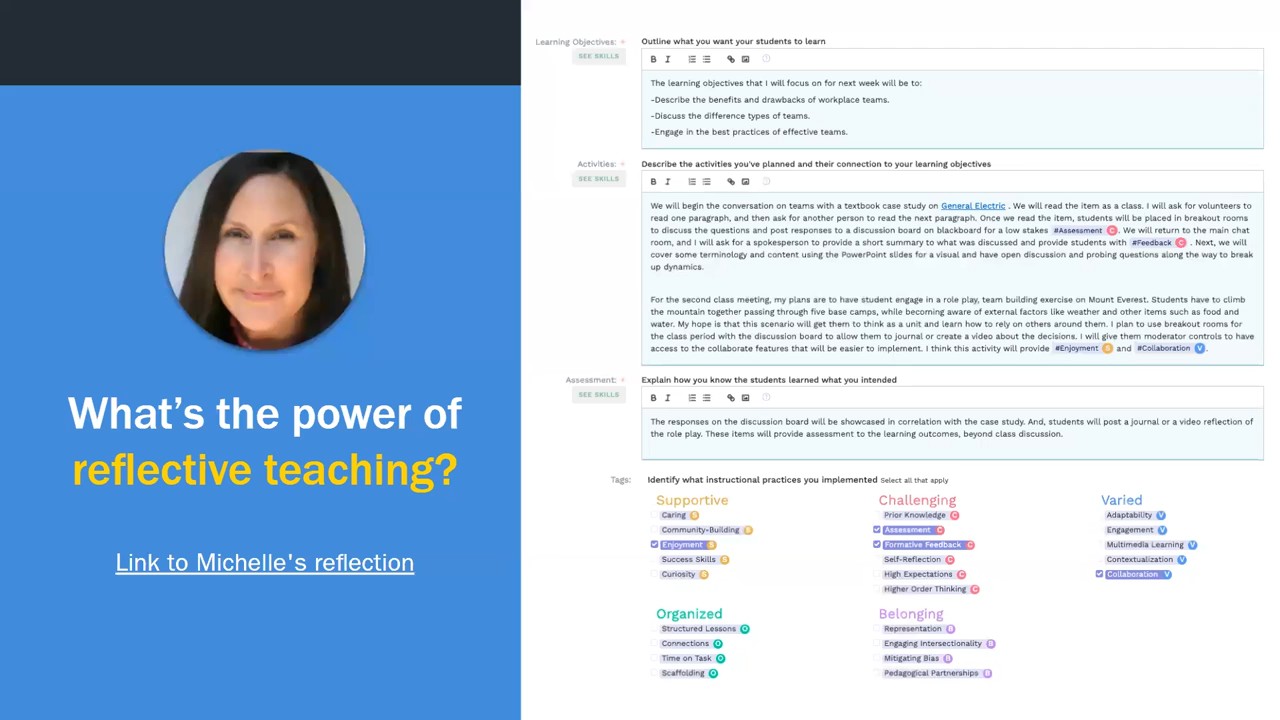 What's the power of
reflective teaching?
Link to Michelle's reflection
Learning Objectives: *
SEE SKILLS
Outline what you want your students to learn
B I
The learning objectives that I will focus on for next week will be to:
-Describe the benefits and drawbacks of workplace teams.
-Discuss the difference types of teams.
-Engage in the best practices of effective teams.
Activities: *
SEE SKILLS
Describe the activities you've planned and their connection to your learning objectives
B I
We will begin the conversation on teams with a textbook case study on General Electric . We will read the item as a class. I will ask for volunteers to
read one paragraph, and then ask for another person to read the next paragraph. Once we read the item, students will be placed in breakout rooms
to discuss the questions and post responses to a discussion board on blackboard for a low stakes #Assessment C . We will return to the main chat
room, and I will ask for a spokesperson to provide a short summary to what was discussed and provide students with #Feedback C . Next, we will
cover some terminology and content using the PowerPoint slides for a visual and have open discussion and probing questions along the way to break
up dynamics.
For the second class meeting, my plans are to have student engage in a role play, team building exercise on Mount Everest. Students have to climb
the mountain together passing through five base camps, while becoming aware of external factors like weather and other items such as food and
water. My hope is that this scenario will get them to think as a unit and learn how to rely on others around them. I plan to use breakout rooms for
the class period with the discussion board to allow them to journal or create a video about the decisions. I will give them moderator controls to have
access to the collaborate features that will be easier to implement. I think this activity will provide #Enjoyment S and #Collaboration V .
Assessment: *
SEE SKILLS
Explain how you know the students learned what you intended
B I
The responses on the discussion board will be showcased in correlation with the case study. And, students will post a journal or a video reflection of
the role play. These items will provide assessment to the learning outcomes, beyond class discussion.
Tags:
Identify what instructional practices you implemented Select all that apply
Supportive
Caring S
Community-Building S
Enjoyment S
Success Skills S
Curiosity S
Challenging
Prior Knowledge C
Assessment C
Formative Feedback C
Self-Reflection C
High Expectations C
Higher Order Thinking C
Varied
Adaptability V
Engagement V
Multimedia Learning V
Contextualization V
Collaboration V
Organized
Structured Lessons O
Connections O
Time on Task O
Scaffolding O
Belonging
Representation B
Engaging Intersectionality B
Mitigating Bias B
Pedagogical Partnerships B